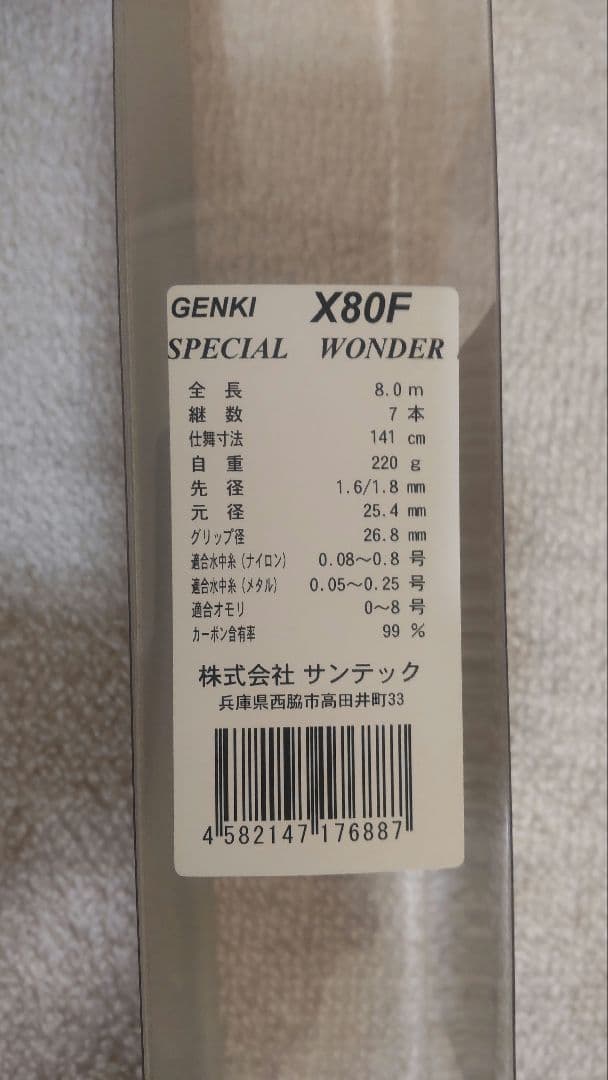 GENKI X80F
SPECIAL WONDER
全長 8.0 m
継数 7 本
仕舞寸法 141 cm
自重 220 g
先径 1.6/1.8 mm
元径 25.4 mm
グリップ径 26.8 mm
適合水中糸(ナイロン) 0.08〜0.8 号
適合水中糸(メタル) 0.05〜0.25 号
適合オモリ 0〜8 号
カーボン含有率 99 %
株式会社 サンテック
兵庫県西脇市高田井町33
4 582147 176887